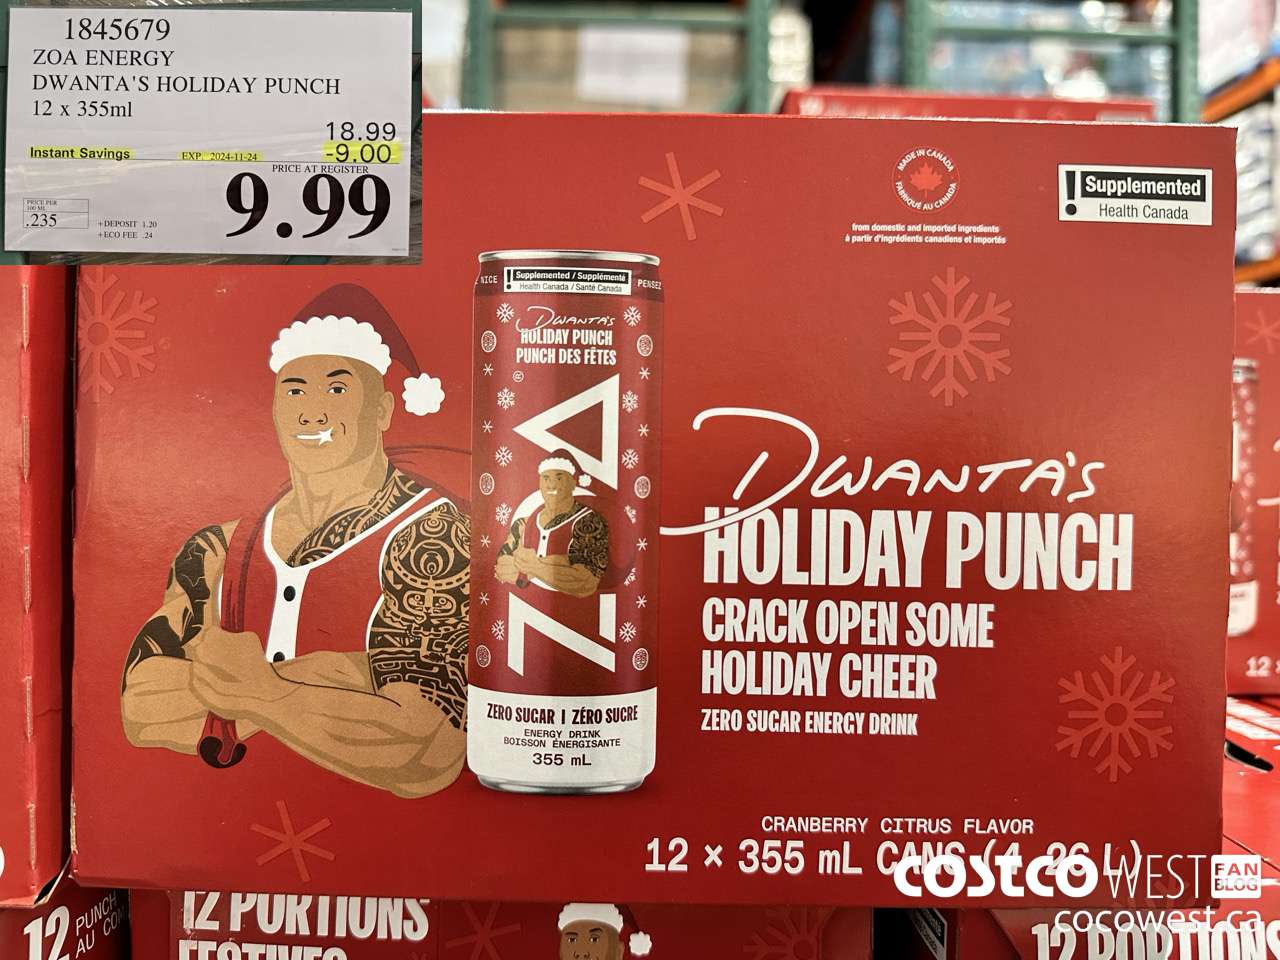 1845679
ZOA ENERGY
DWANTA'S HOLIDAY PUNCH
12 x 355ml
18.99
Instant Savings EXP. 2024-11-24 -9.00
PRICE AT REGISTER
9.99
PRICE PER
100 ML
.235
+DEPOSIT 1.20
+ECO FEE .24
MADE IN CANADA
FABRIQUÉ AU CANADA
from domestic and imported ingredients
à partir d'ingrédients canadiens et importés
! Supplemented
Health Canada
NICE
! Supplemented / Supplémenté
Health Canada / Santé Canada
PENSEZ
DWANTA'S
HOLIDAY PUNCH
PUNCH DES FÊTES
ZOA
®
ZERO SUGAR | ZÉRO SUCRE
ENERGY DRINK
BOISSON ÉNERGISANTE
355 mL
DWANTA'S
HOLIDAY PUNCH
CRACK OPEN SOME
HOLIDAY CHEER
ZERO SUGAR ENERGY DRINK
CRANBERRY CITRUS FLAVOR
12 × 355 mL CANS (4.26 L)
COSTCO WEST FAN BLOG
cocowest.ca
12 PUNCH
AU
12 PORTIONS
FESTIVES
12 PORTIONS
12 ×